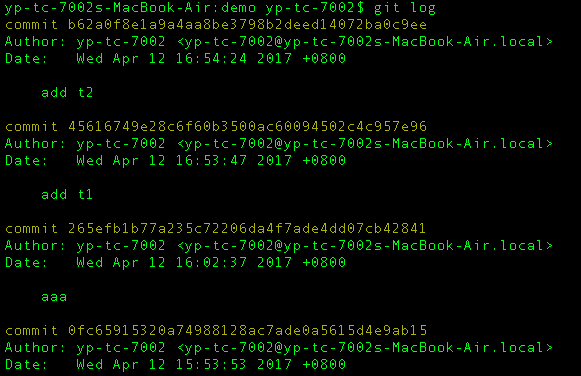 yp-tc-7002s-MacBook-Air:demo yp-tc-7002$ git log
commit b62a0f8e1a9a4aa8be3798b2deed14072ba0c9ee
Author: yp-tc-7002 <yp-tc-7002@yp-tc-7002s-MacBook-Air.local>
Date:   Wed Apr 12 16:54:24 2017 +0800
add t2
commit 45616749e28c6f60b3500ac60094502c4c957e96
Author: yp-tc-7002 <yp-tc-7002@yp-tc-7002s-MacBook-Air.local>
Date:   Wed Apr 12 16:53:47 2017 +0800
add t1
commit 265efb1b77a235c72206da4f7ade4dd07cb42841
Author: yp-tc-7002 <yp-tc-7002@yp-tc-7002s-MacBook-Air.local>
Date:   Wed Apr 12 16:02:37 2017 +0800
aaa
commit 0fc65915320a74988128ac7ade0a5615d4e9ab15
Author: yp-tc-7002 <yp-tc-7002@yp-tc-7002s-MacBook-Air.local>
Date:   Wed Apr 12 15:53:53 2017 +0800